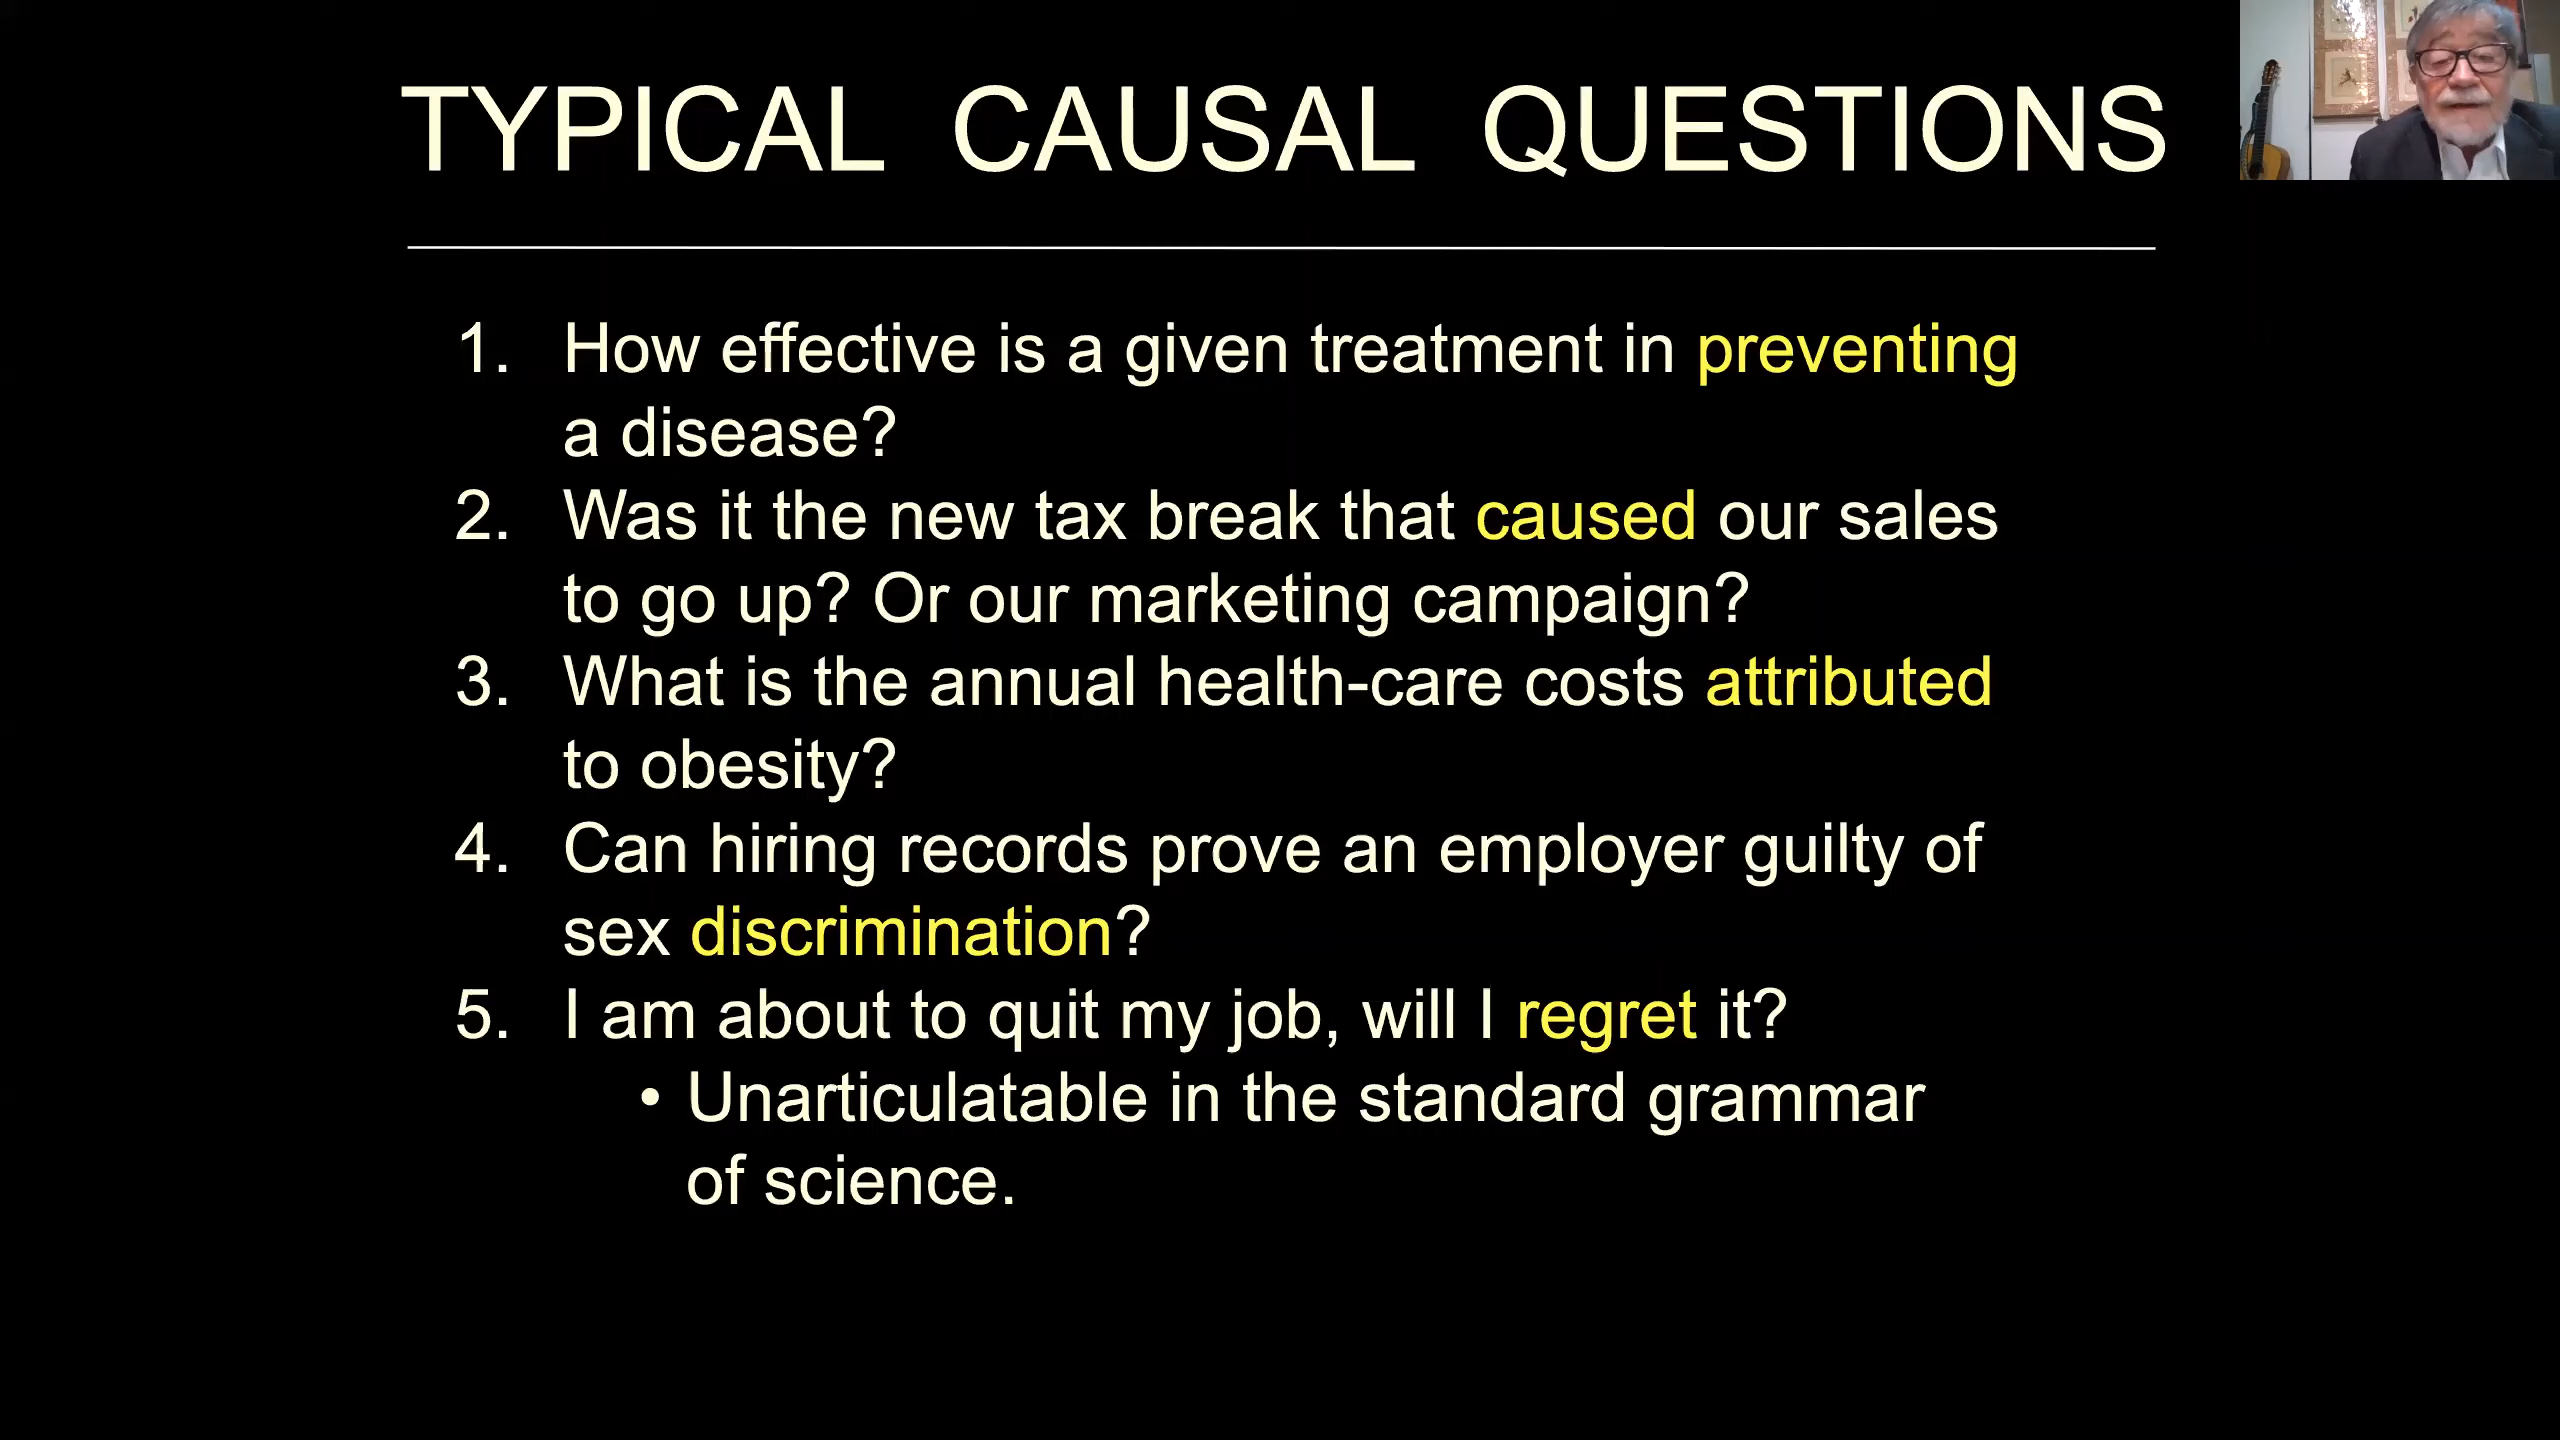 TYPICAL CAUSAL QUESTIONS
1. How effective is a given treatment in preventing
a disease?
2. Was it the new tax break that caused our sales
to go up? Or our marketing campaign?
3. What is the annual health-care costs attributed
to obesity?
4. Can hiring records prove an employer guilty of
sex discrimination?
5. I am about to quit my job, will I regret it?
• Unarticulatable in the standard grammar
of science.